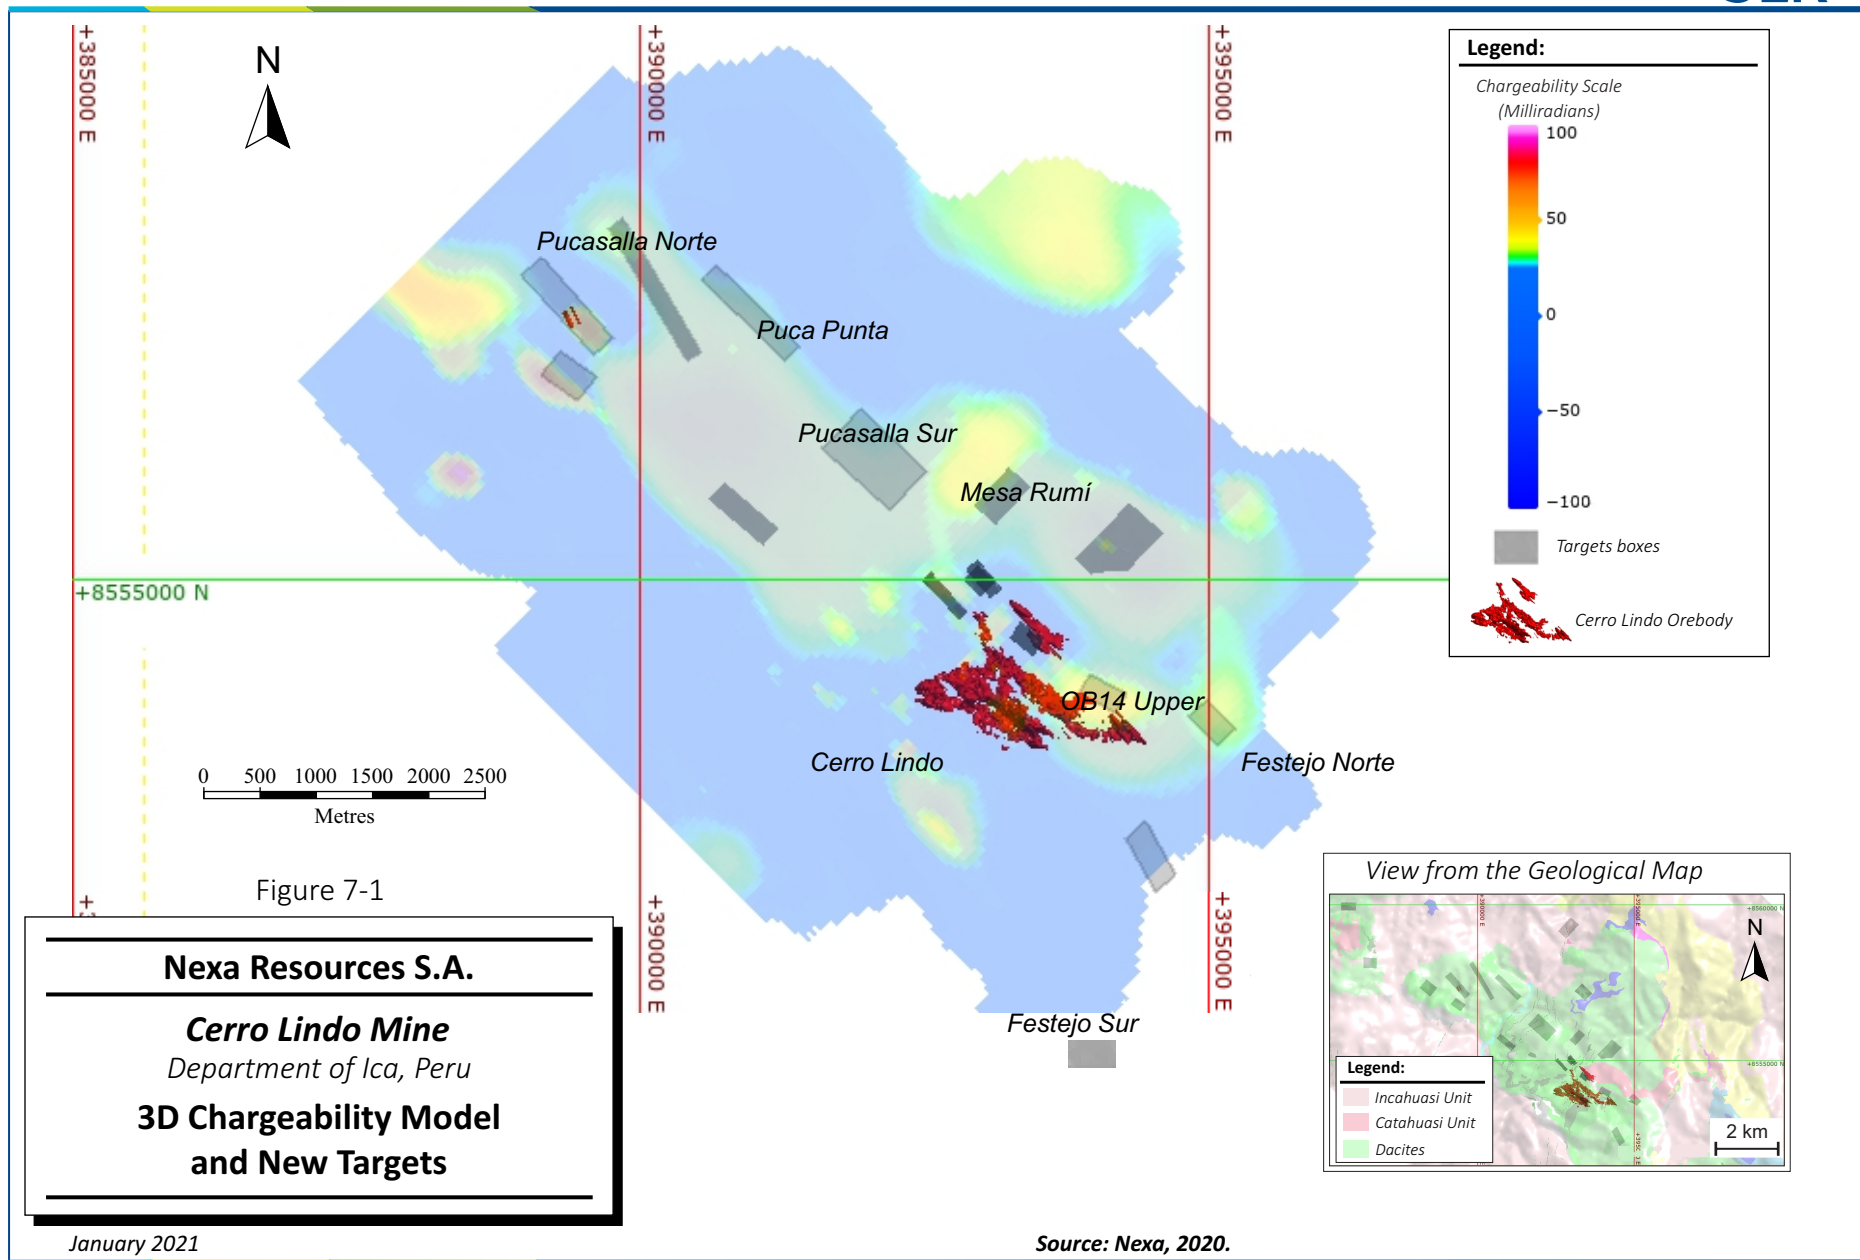 +385000 E
+390000 E
+395000 E
N
Legend:
Chargeability Scale
(Milliradians)
100
50
0
−50
−100
Targets boxes
Cerro Lindo Orebody
Pucasalla Norte
Puca Punta
Pucasalla Sur
Mesa Rumí
+8555000 N
OB14 Upper
Cerro Lindo
Festejo Norte
0 500 1000 1500 2000 2500
Metres
Figure 7-1
+390000 E
+395000 E
Festejo Sur
View from the Geological Map
+390000 E
+395000 E
+8560000 N
N
+8555000 N
Legend:
Incahuasi Unit
Catahuasi Unit
Dacites
2 km
Nexa Resources S.A.
Cerro Lindo Mine
Department of Ica, Peru
3D Chargeability Model
and New Targets
January 2021
Source: Nexa, 2020.